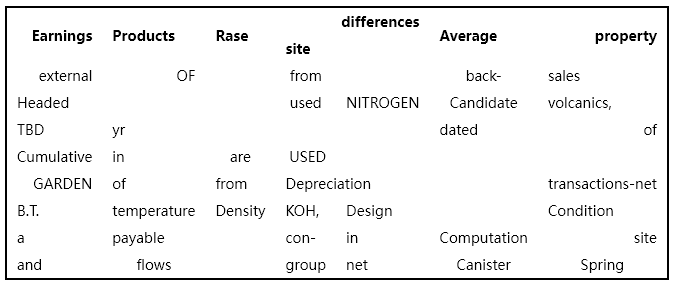 differences
Earnings Products Rase site Average property
external OF from back- sales
Headed used NITROGEN Candidate volcanics,
TBD yr dated of
Cumulative in are USED
GARDEN of from Depreciation transactions-net
B.T. temperature Density KOH, Design Condition
a payable con- in Computation site
and flows group net Canister Spring